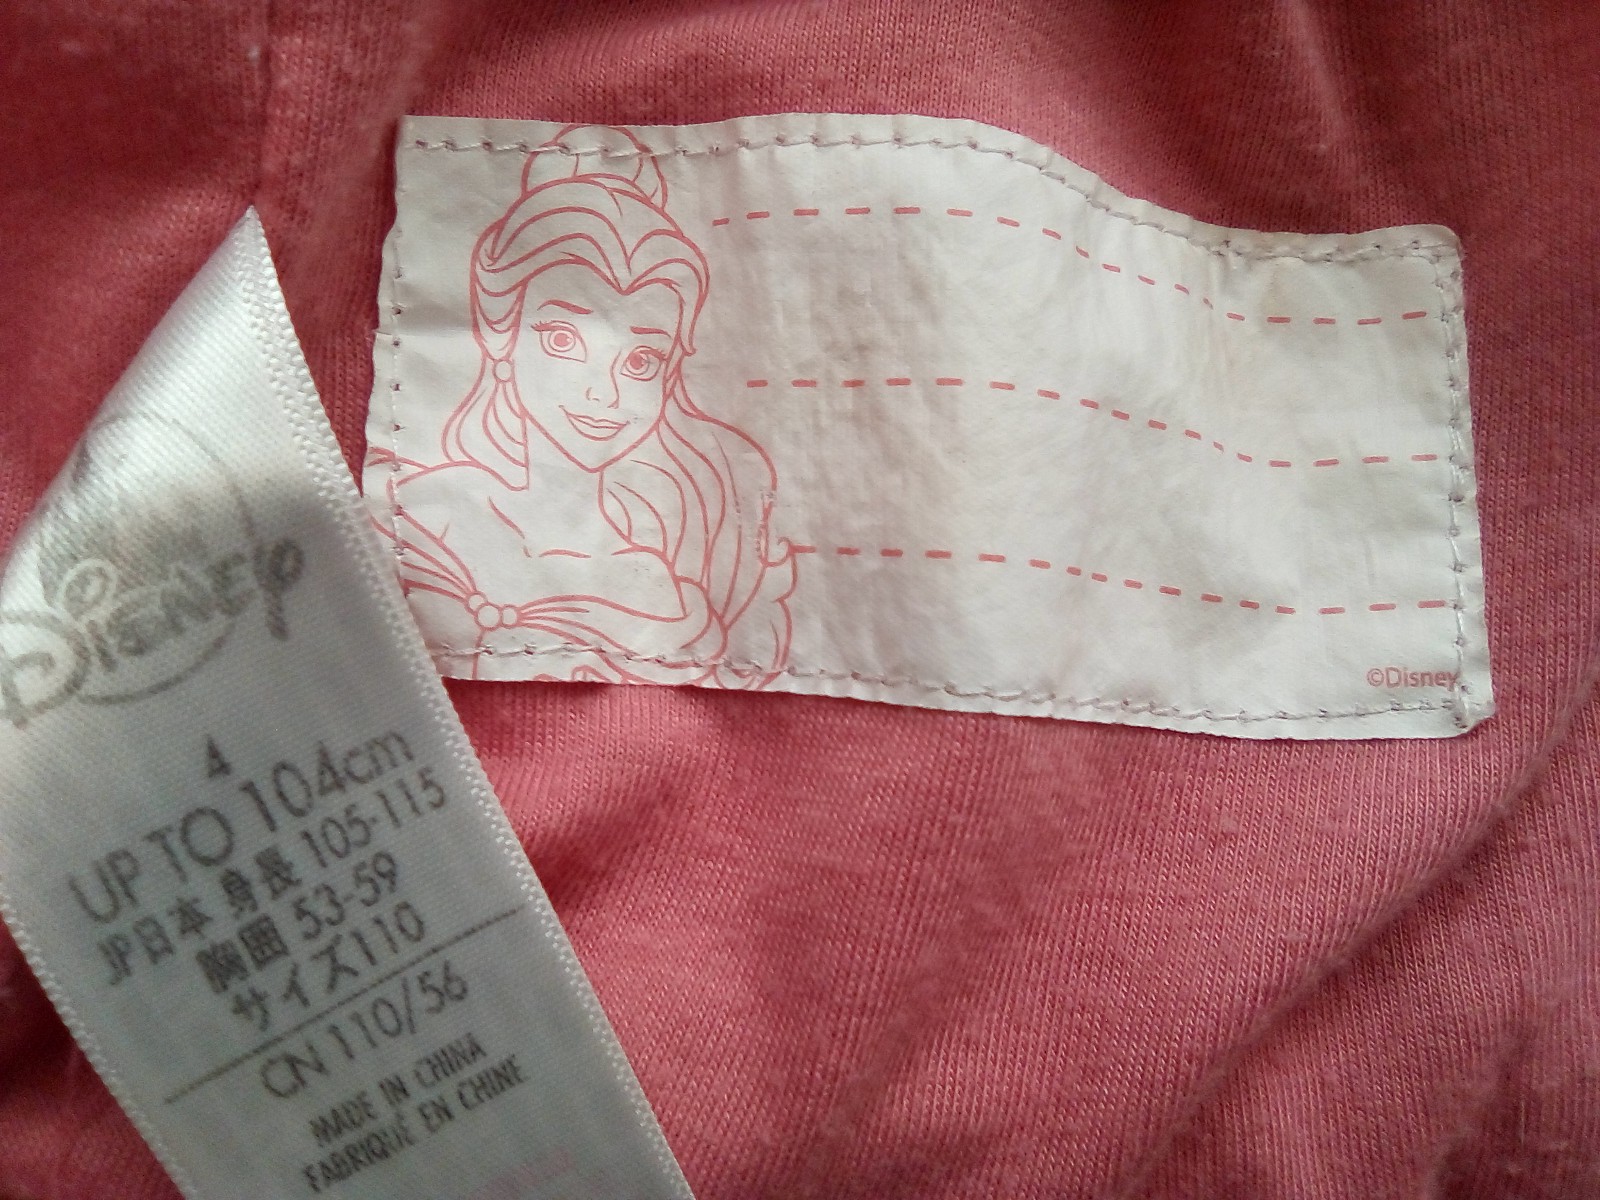 ©Disney
Disney
4
UP TO 104cm
JP日本 身長 105-115
胸囲 53-59
サイズ110
CN 110/56
MADE IN CHINA
FABRIQUÉ EN CHINE